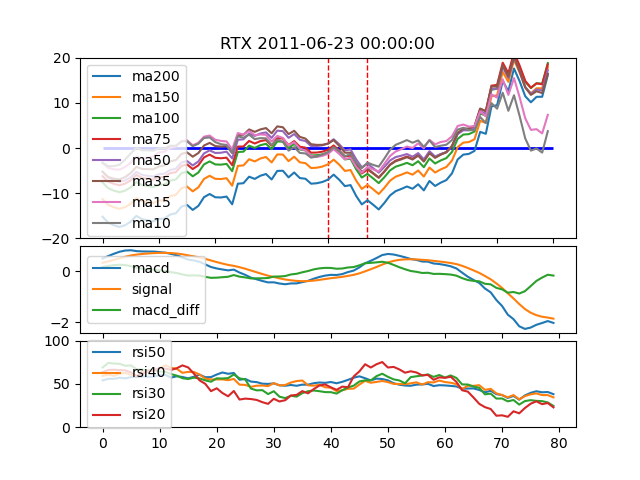 RTX 2011-06-23 00:00:00
20
10
0
−10
−20
ma200
ma150
ma100
ma75
ma50
ma35
ma15
ma10
0
−2
macd
signal
macd_diff
100
50
0
rsi50
rsi40
rsi30
rsi20
0 10 20 30 40 50 60 70 80